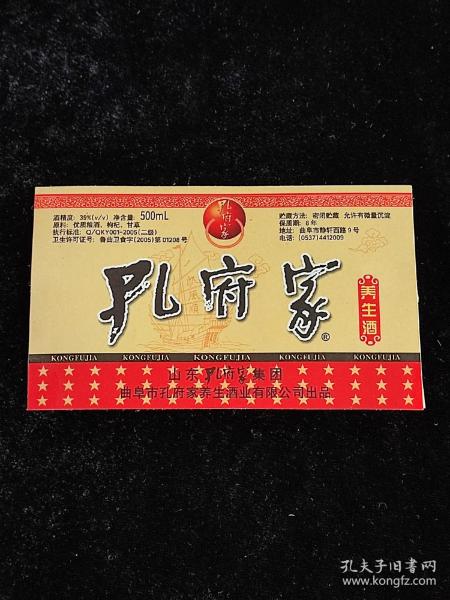 酒精度: 39%(v/v) 净含量: 500mL
原料: 优质粮酒、枸杞、甘草
执行标准: Q/QKY001-2005(二级)
卫生许可证号: 鲁曲卫食字(2005)第01208号
孔府家
贮藏方法: 密闭贮藏 允许有微量沉淀
保质期: 8年
地址: 曲阜市静轩西路9号
电话: (0537)4412009
孔府家®
养生酒
KONGFUJIA KONGFUJIA KONGFUJIA KONGFUJIA KONGFUJIA
山东孔府家集团
曲阜市孔府家养生酒业有限公司出品
孔夫子旧书网
www.kongfz.com